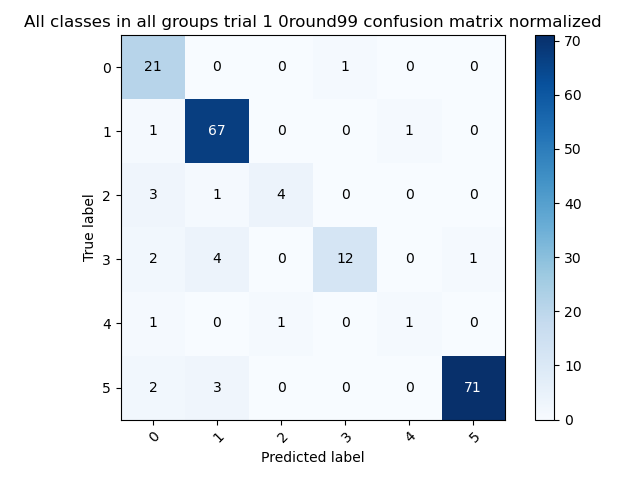 All classes in all groups trial 1 0round99 confusion matrix normalized
70
0 21 0 0 1 0 0
60
1 1 67 0 0 1 0
50
2 3 1 4 0 0 0
40
True label
30
3 2 4 0 12 0 1
20
4 1 0 1 0 1 0
10
5 2 3 0 0 0 71
0
0 1 2 3 4 5
Predicted label